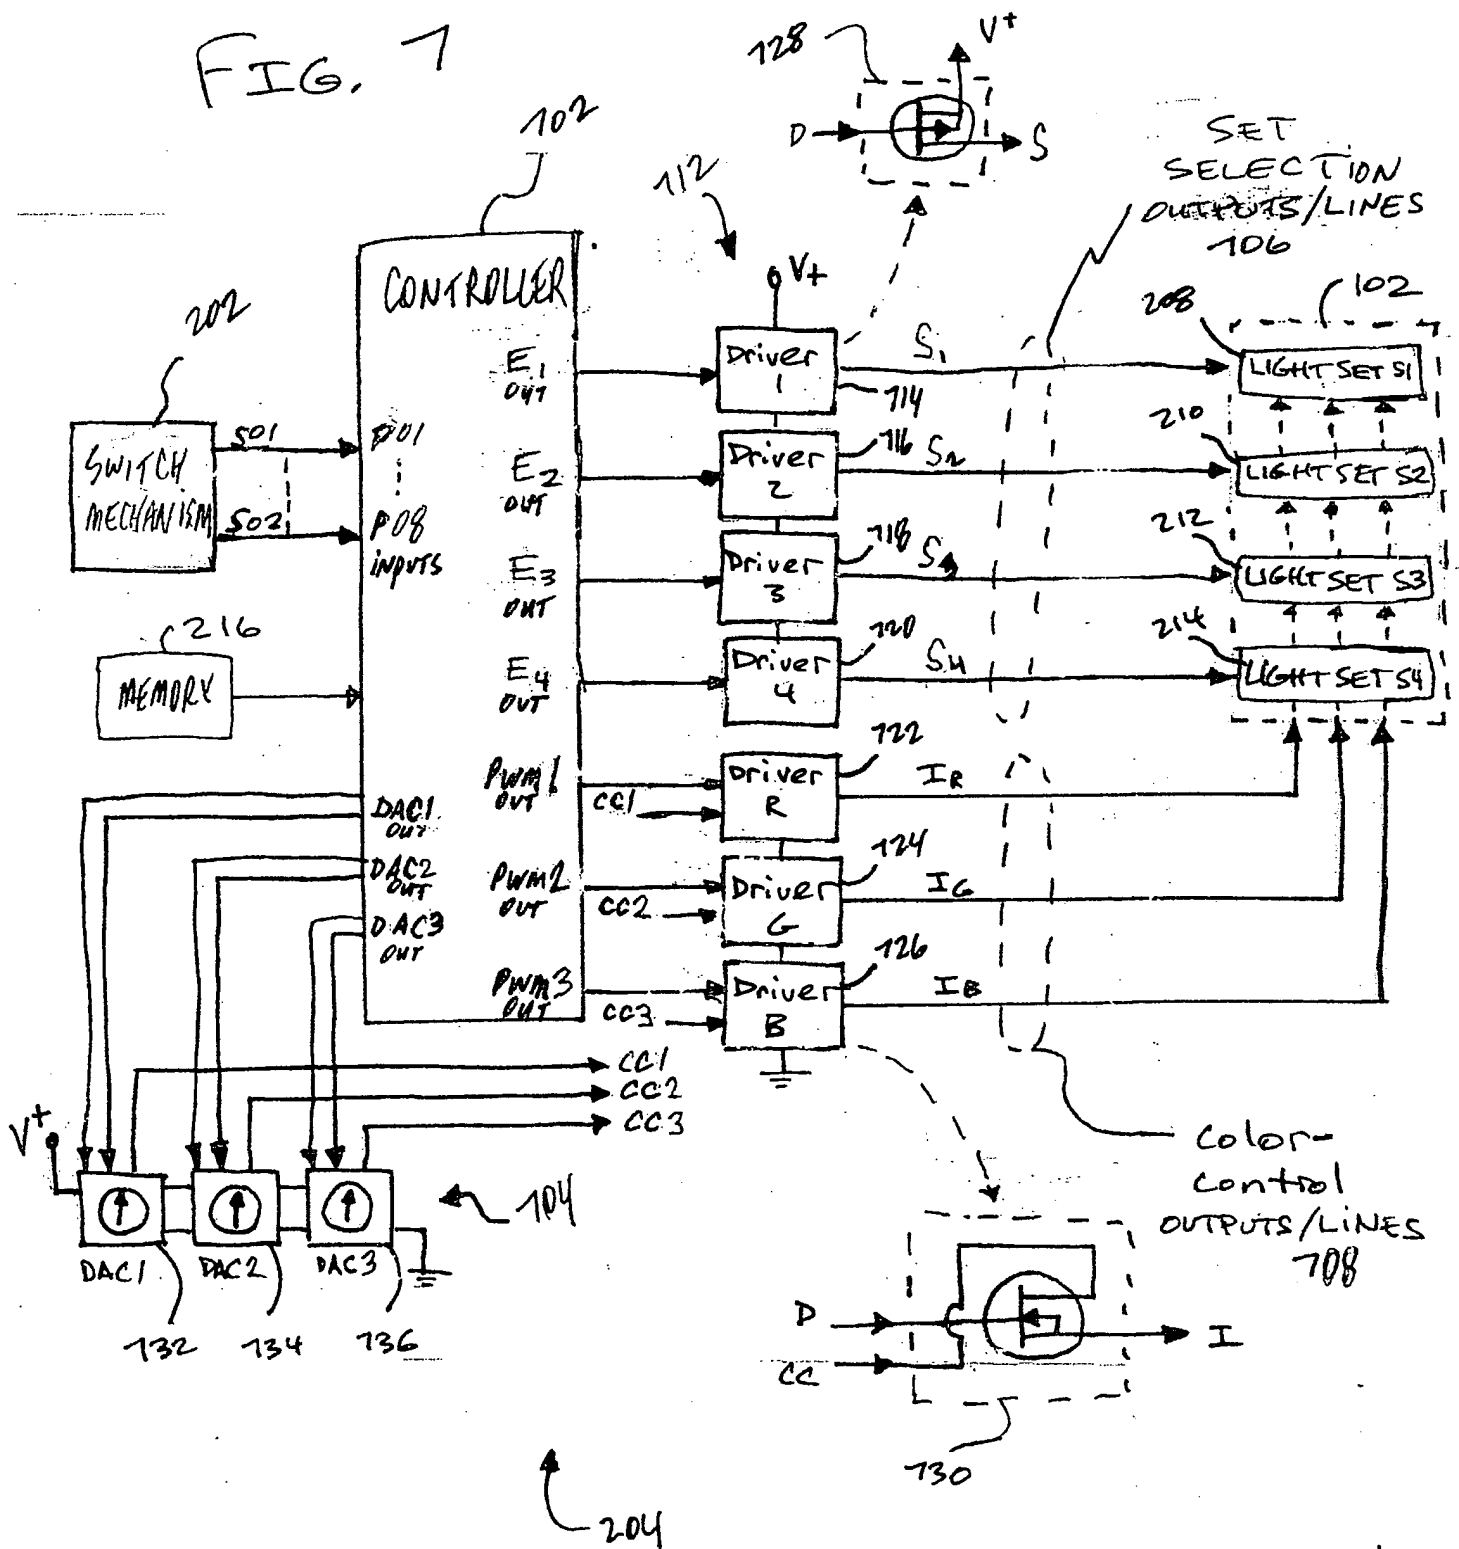 FIG. 7
728
V+
D
S
702
712
SET
SELECTION
OUTPUTS/LINES
706
V+
CONTROLLER
202
208
102
E1
OUT
Driver
1
S1
714
LIGHT SET S1
SWITCH
MECHANISM
S01
S02
P01
P08
INPUTS
E2
OUT
Driver
2
716
S2
210
LIGHT SET S2
E3
OUT
Driver
3
718
S3
212
LIGHT SET S3
216
MEMORY
E4
OUT
Driver
4
720
S4
214
LIGHT SET S4
PWM1
OUT
CC1
Driver
R
722
IR
DAC1
OUT
DAC2
OUT
DAC3
OUT
PWM2
OUT
CC2
Driver
G
724
IG
PWM3
OUT
CC3
Driver
B
726
IB
CC1
CC2
CC3
V+
704
DAC1
DAC2
DAC3
732
734
736
Color-
Control
OUTPUTS/LINES
708
D
CC
I
730
204